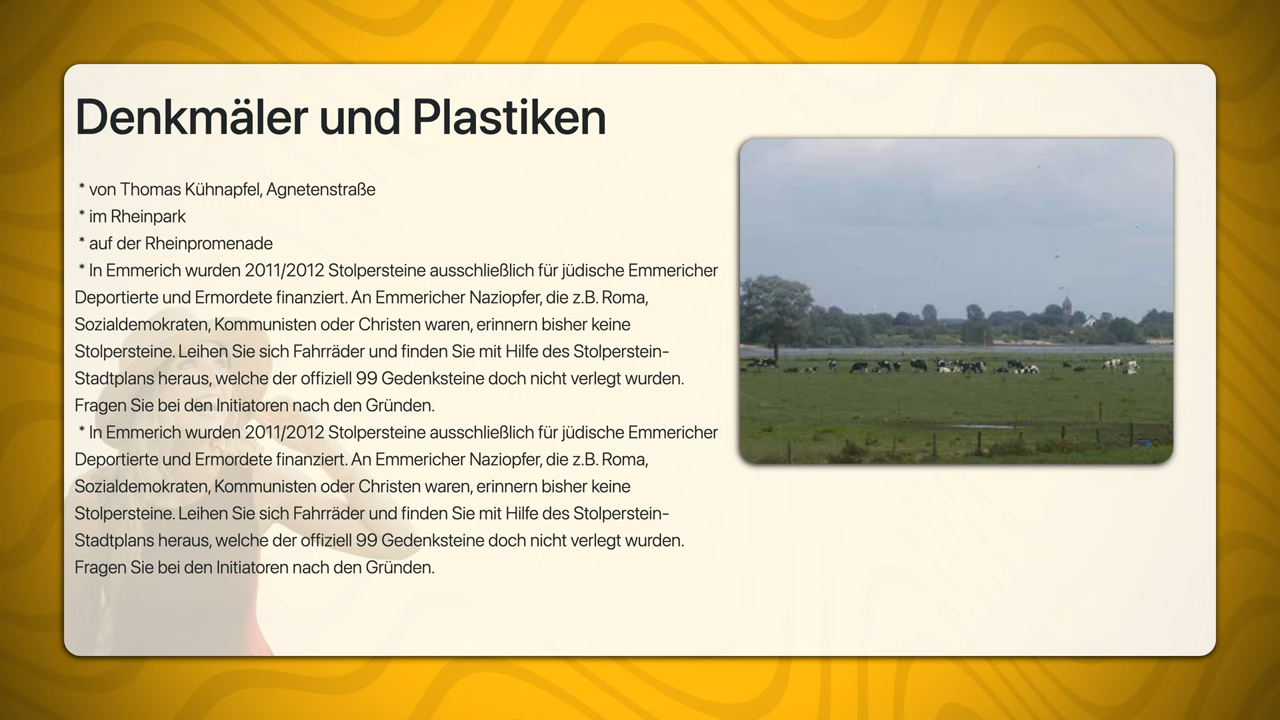 Denkmäler und Plastiken
* von Thomas Kühnapfel, Agnetenstraße
* im Rheinpark
* auf der Rheinpromenade
* In Emmerich wurden 2011/2012 Stolpersteine ausschließlich für jüdische Emmericher
Deportierte und Ermordete finanziert. An Emmericher Naziopfer, die z.B. Roma,
Sozialdemokraten, Kommunisten oder Christen waren, erinnern bisher keine
Stolpersteine. Leihen Sie sich Fahrräder und finden Sie mit Hilfe des Stolperstein-
Stadtplans heraus, welche der offiziell 99 Gedenksteine doch nicht verlegt wurden.
Fragen Sie bei den Initiatoren nach den Gründen.
* In Emmerich wurden 2011/2012 Stolpersteine ausschließlich für jüdische Emmericher
Deportierte und Ermordete finanziert. An Emmericher Naziopfer, die z.B. Roma,
Sozialdemokraten, Kommunisten oder Christen waren, erinnern bisher keine
Stolpersteine. Leihen Sie sich Fahrräder und finden Sie mit Hilfe des Stolperstein-
Stadtplans heraus, welche der offiziell 99 Gedenksteine doch nicht verlegt wurden.
Fragen Sie bei den Initiatoren nach den Gründen.